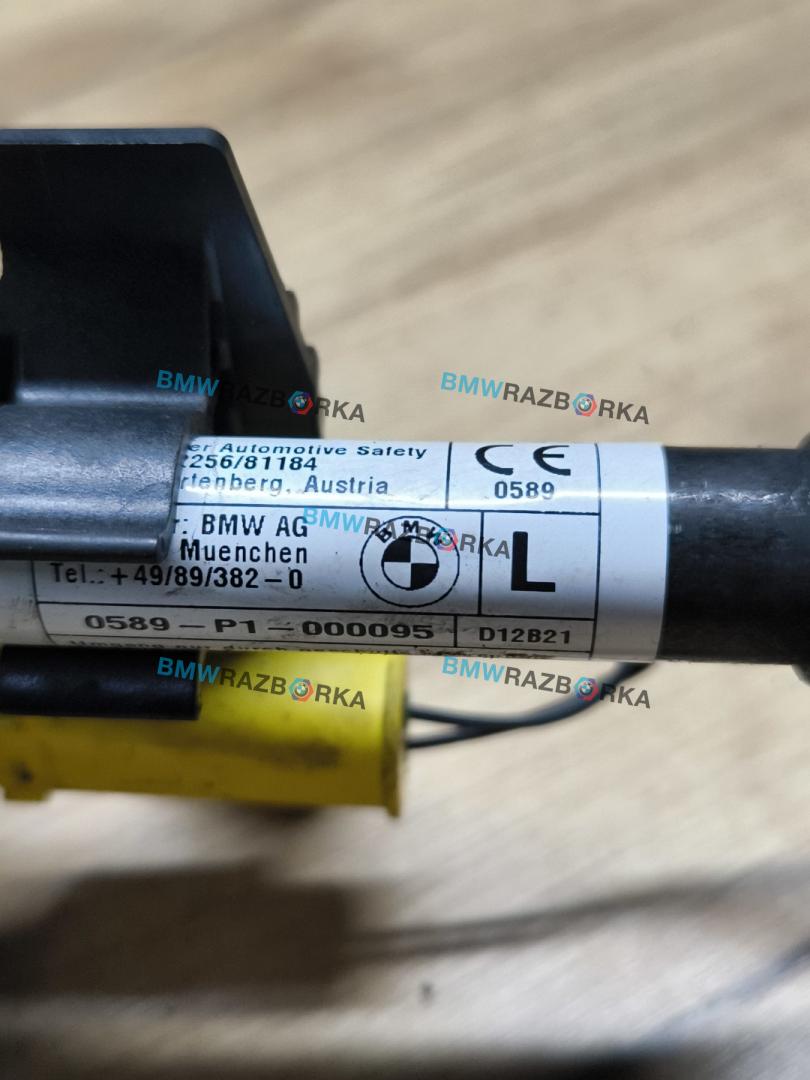 BMWRAZBORKA
BMWRAZBORKA
er Automotive Safety
256/81184
rtenberg, Austria
CE
0589
r: BMW AG
Muenchen
Tel.:+49/89/382-0
BMW
L
BMWRAZBORKA
0589-P1-000095
D12B21
BMWRAZBORKA
BMWRAZBORKA